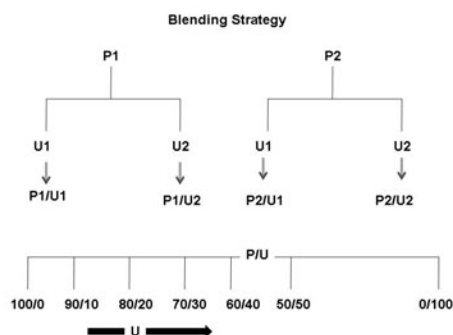 Blending Strategy
P1 P2
U1 U2 U1 U2
P1/U1 P1/U2 P2/U1 P2/U2
P/U
100/0 90/10 80/20 70/30 60/40 50/50 0/100
U